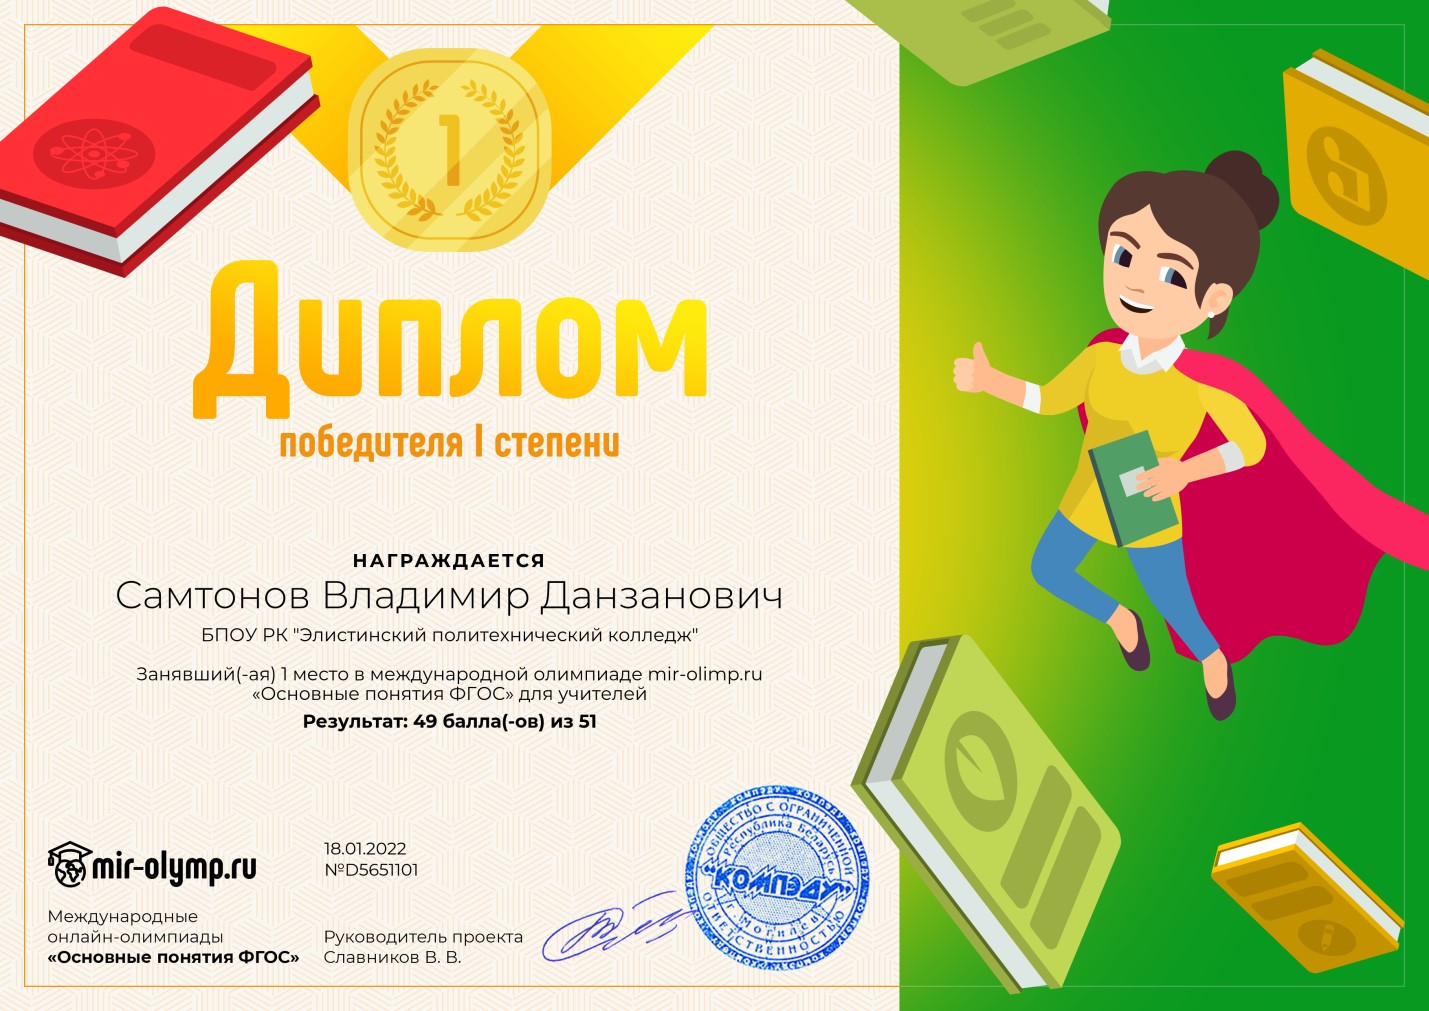 1
Диплом
победителя I степени
НАГРАЖДАЕТСЯ
Самтонов Владимир Данзанович
БПОУ РК "Элистинский политехнический колледж"
Занявший(-ая) 1 место в международной олимпиаде mir-olimp.ru
«Основные понятия ФГОС» для учителей
Результат: 49 балла(-ов) из 51
mir-olymp.ru
Международные
онлайн-олимпиады
«Основные понятия ФГОС»
18.01.2022
№D5651101
Руководитель проекта
Славников В. В.
ОБЩЕСТВО С ОГРАНИЧЕННОЙ
ОТВЕТСТВЕННОСТЬЮ
Республика Беларусь
"КОМПЭДУ"
г. Могилев